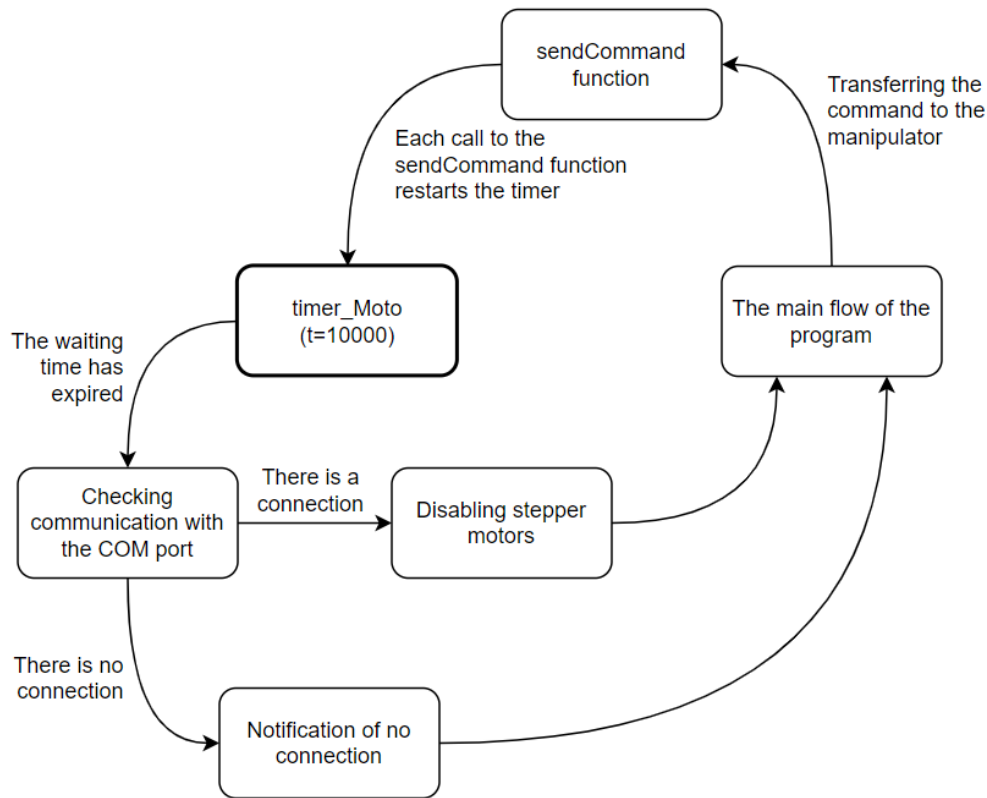 sendCommand
function
Transferring the
command to the
manipulator
Each call to the
sendCommand function
restarts the timer
timer_Moto
(t=10000)
The main flow of the
program
The waiting
time has
expired
Checking
communication with
the COM port
There is a
connection
Disabling stepper
motors
There is no
connection
Notification of no
connection